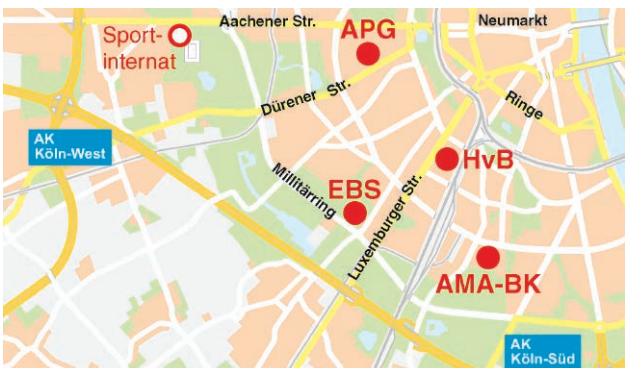 Aachener Str.
Neumarkt
Sport-
internat
APG
Dürener Str.
Ringe
AK
Köln-West
HvB
Millitärring
EBS
Luxemburger Str.
AMA-BK
AK
Köln-Süd